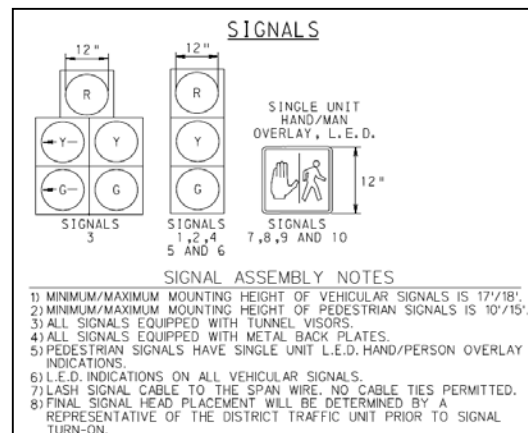 SIGNALS
12"
12"
R
R
Y
Y
Y
G
G
G
SINGLE UNIT
HAND/MAN
OVERLAY, L.E.D.
12"
SIGNALS
3
SIGNALS
1,2,4
5 AND 6
SIGNALS
7,8,9 AND 10
SIGNAL ASSEMBLY NOTES
1) MINIMUM/MAXIMUM MOUNTING HEIGHT OF VEHICULAR SIGNALS IS 17'/18'.
2) MINIMUM/MAXIMUM MOUNTING HEIGHT OF PEDESTRIAN SIGNALS IS 10'/15'.
3) ALL SIGNALS EQUIPPED WITH TUNNEL VISORS.
4) ALL SIGNALS EQUIPPED WITH METAL BACK PLATES.
5) PEDESTRIAN SIGNALS HAVE SINGLE UNIT L.E.D. HAND/PERSON OVERLAY
INDICATIONS.
6) L.E.D. INDICATIONS ON ALL VEHICULAR SIGNALS.
7) LASH SIGNAL CABLE TO THE SPAN WIRE. NO CABLE TIES PERMITTED.
8) FINAL SIGNAL HEAD PLACEMENT WILL BE DETERMINED BY A
REPRESENTATIVE OF THE DISTRICT TRAFFIC UNIT PRIOR TO SIGNAL
TURN-ON.